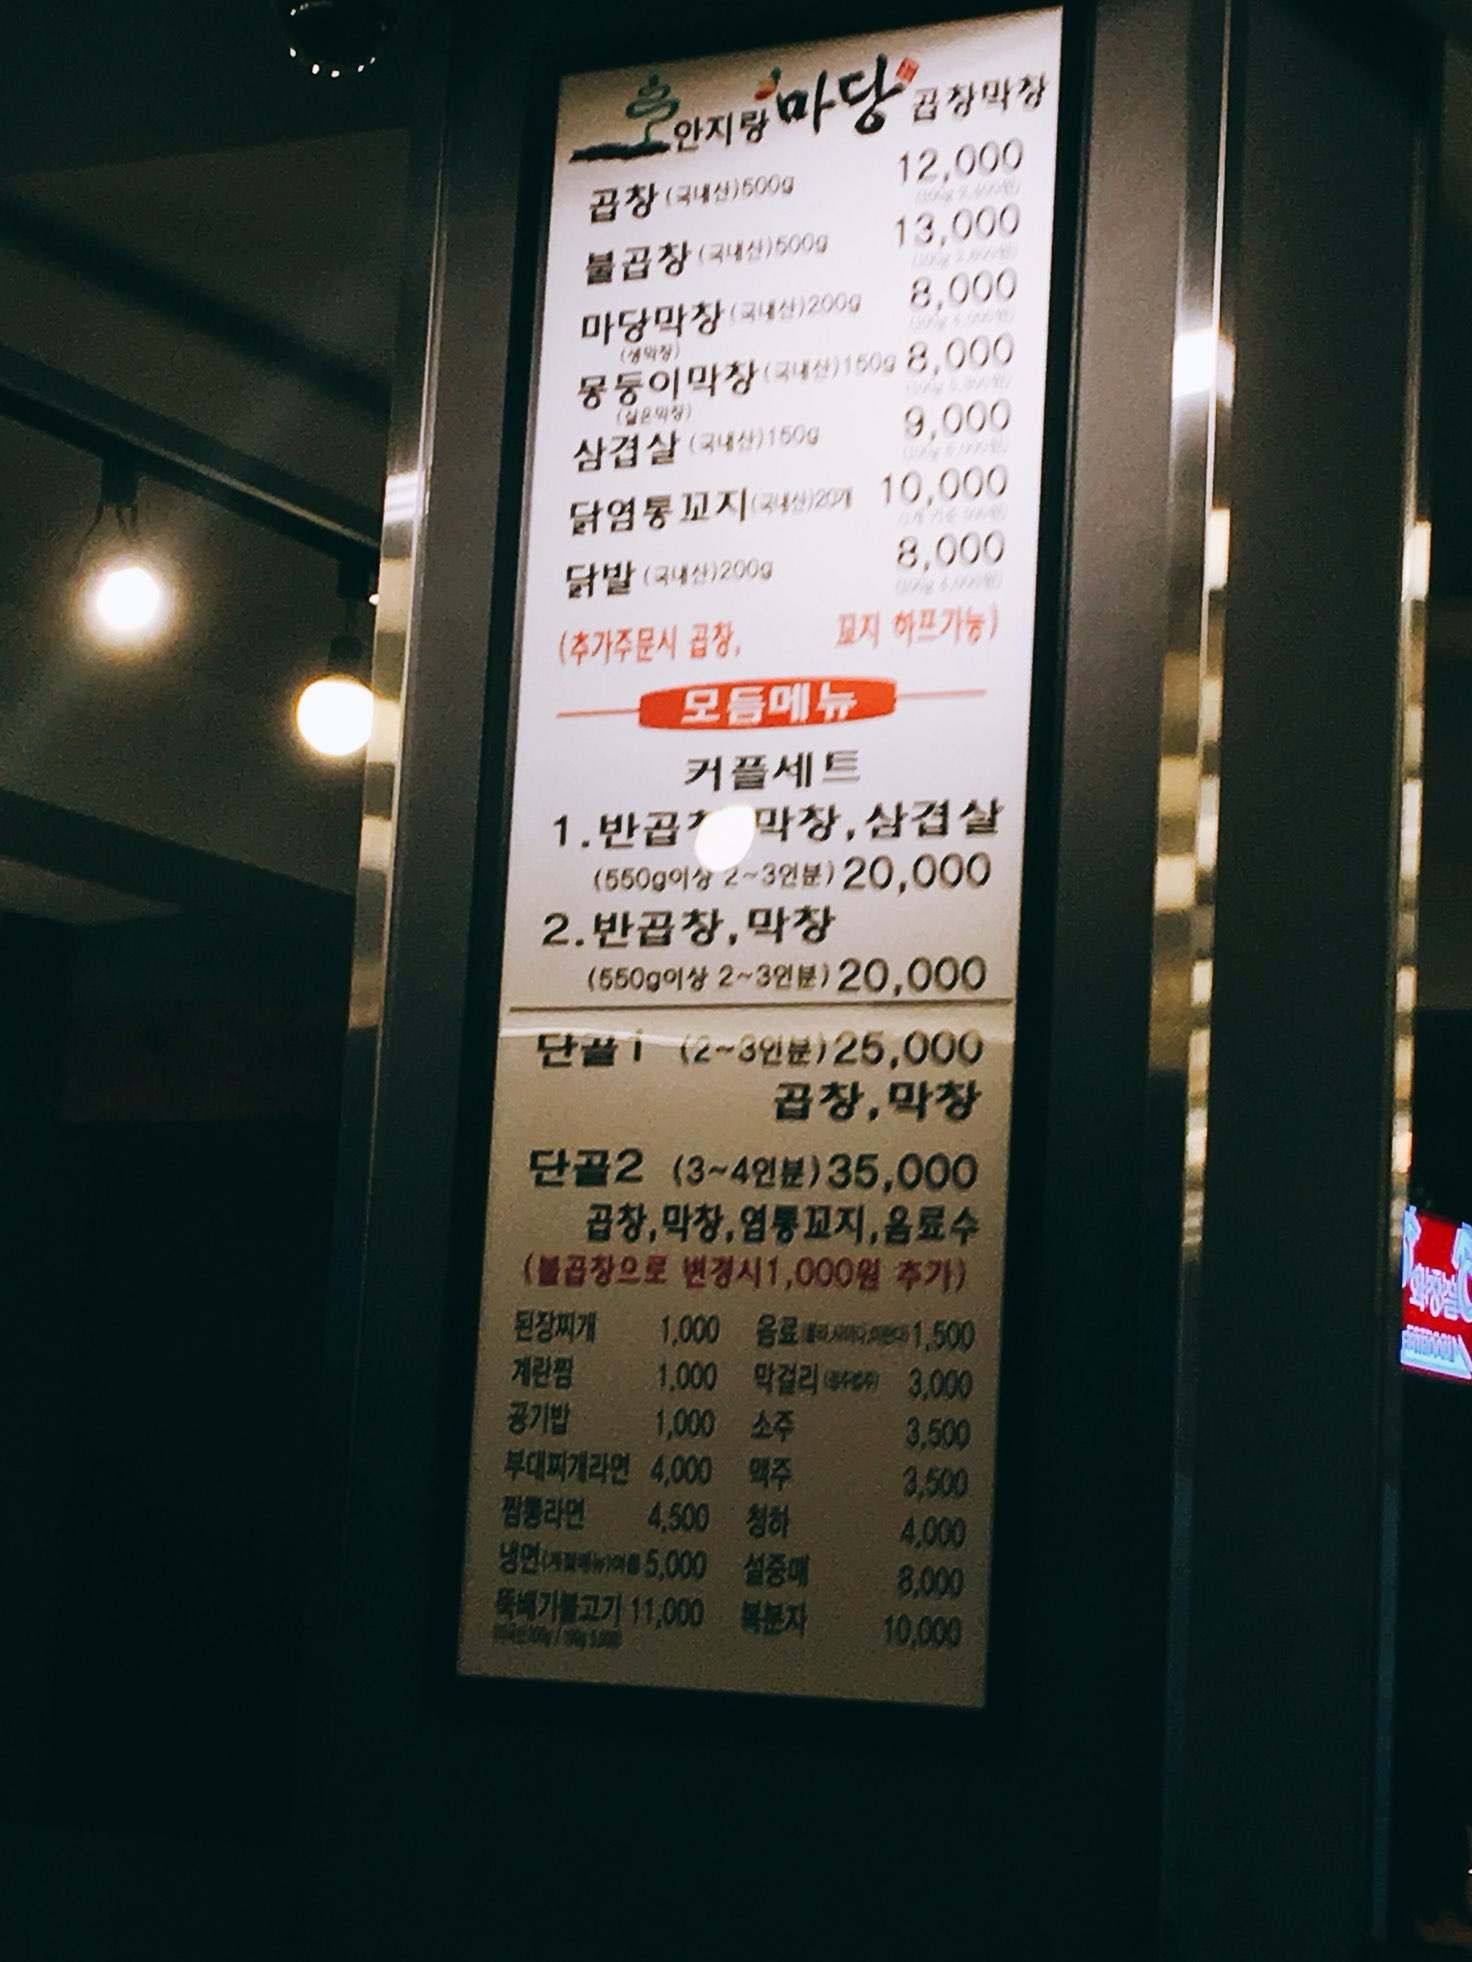 안지랑 마당 곱창막창
곱창(국내산)500g 12,000
불곱창(국내산)500g 13,000
마당막창(국내산)200g 8,000
(생막창)
몽둥이막창(국내산)150g 8,000
(삶은막창)
삼겹살(국내산)150g 9,000
닭염통꼬지(국내산)20개 10,000
닭발(국내산)200g 8,000
(추가주문시 곱창, 꼬지 하프가능)
모듬메뉴
커플세트
1.반곱창 막창,삼겹살
(550g이상 2~3인분)20,000
2.반곱창,막창
(550g이상 2~3인분)20,000
단골1 (2~3인분)25,000
곱창,막창
단골2 (3~4인분)35,000
곱창,막창,염통꼬지,음료수
(불곱창으로 변경시1,000원 추가)
된장찌개 1,000 음료 1,500
계란찜 1,000 막걸리 3,000
공기밥 1,000 소주 3,500
부대찌개라면 4,000 맥주 3,500
짬뽕라면 4,500 청하 4,000
냉면 5,000 설중매 8,000
뚝배기불고기 11,000 복분자 10,000
화장실